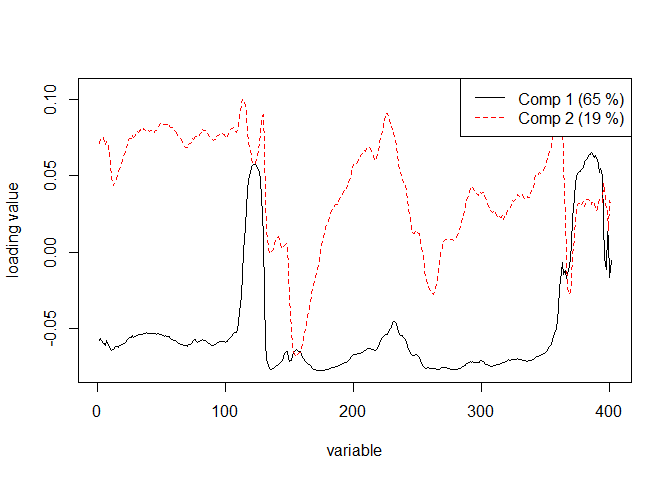 Comp 1 (65 %)
Comp 2 (19 %)
loading value
0.10
0.05
0.00
-0.05
0
100
200
300
400
variable